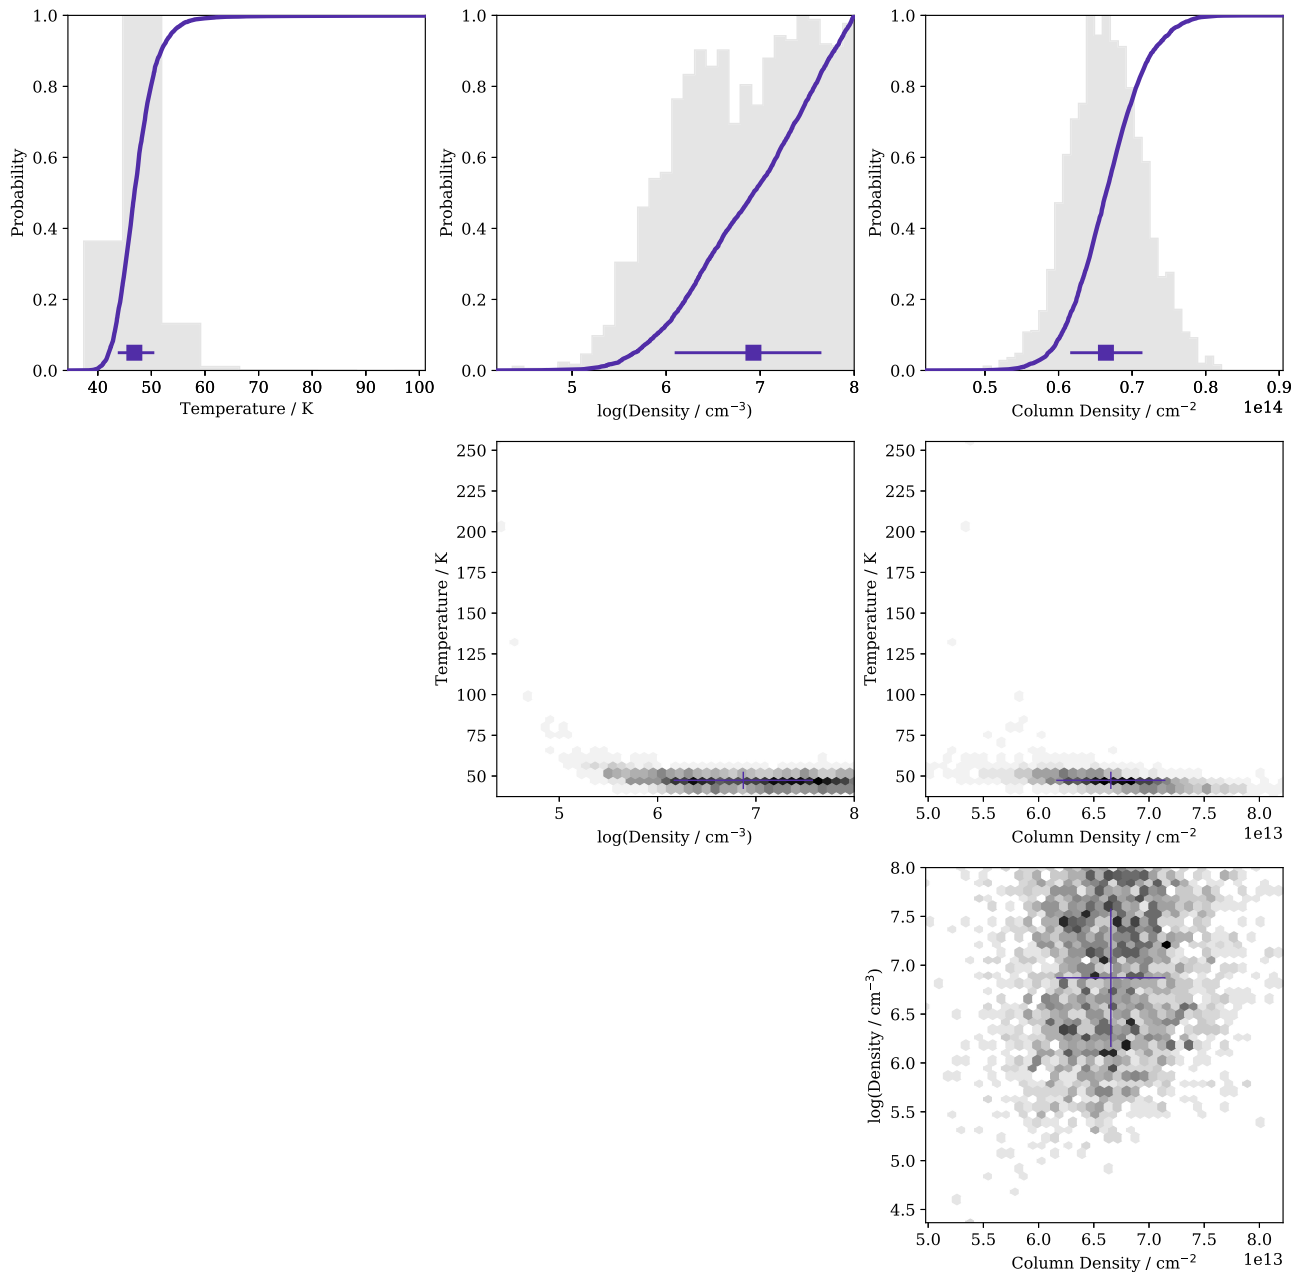 1.0
0.8
0.6
0.4
0.2
0.0
Probability
40 50 60 70 80 90 100
Temperature / K
1.0
0.8
0.6
0.4
0.2
0.0
Probability
5 6 7 8
log(Density / cm⁻³)
1.0
0.8
0.6
0.4
0.2
0.0
Probability
0.5 0.6 0.7 0.8 0.9
1e14
Column Density / cm⁻²
250
225
200
175
150
125
100
75
50
Temperature / K
5 6 7 8
log(Density / cm⁻³)
250
225
200
175
150
125
100
75
50
Temperature / K
5.0 6.0 6.5 7.0 7.5 8.0
1e13
Column Density / cm⁻²
8.0
7.5
7.0
6.5
6.0
5.5
5.0
4.5
log(Density / cm⁻³)
5.0 6.0 6.5 7.0 7.5 8.0
1e13
Column Density / cm⁻²